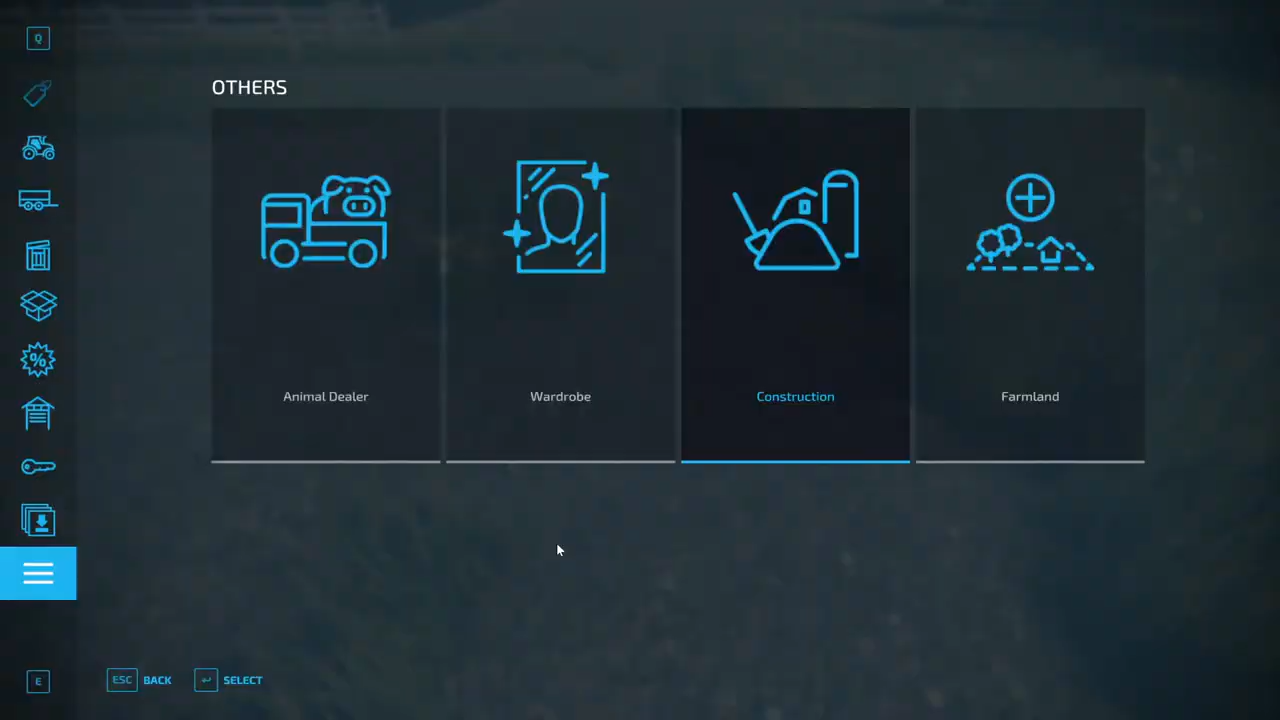 Q
OTHERS
%
Animal Dealer
Wardrobe
Construction
Farmland
E
ESC BACK ↵ SELECT